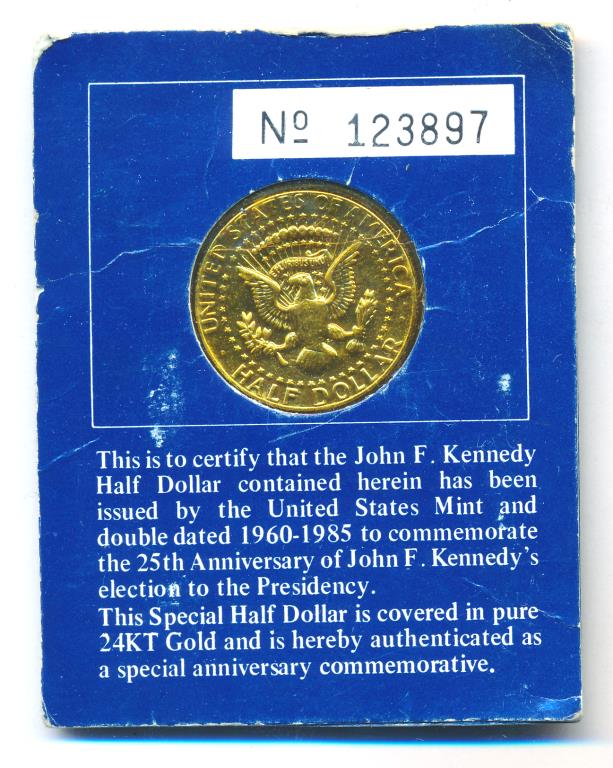 Nº 123897
UNITED STATES OF AMERICA
HALF DOLLAR
This is to certify that the John F. Kennedy
Half Dollar contained herein has been
issued by the United States Mint and
double dated 1960-1985 to commemorate
the 25th Anniversary of John F. Kennedy's
election to the Presidency.
This Special Half Dollar is covered in pure
24KT Gold and is hereby authenticated as
a special anniversary commemorative.